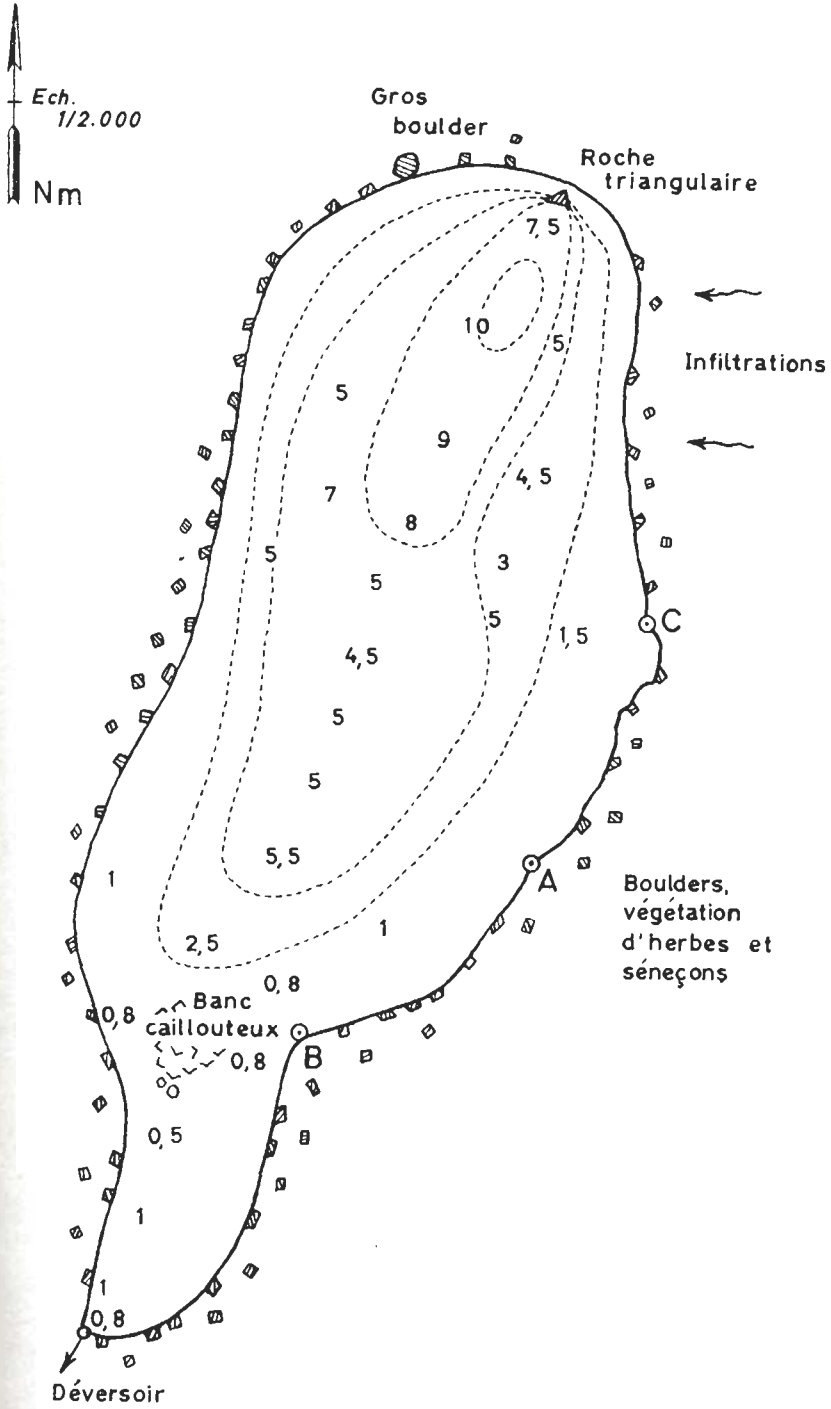 Ech.
1/2.000
Nm
Gros
boulder
Roche
triangulaire
7,5
10
5
Infiltrations
5
9
4,5
7
8
5
3
5
5
C
1,5
4,5
5
5
5,5
A
1
Boulders,
végétation
d'herbes et
séneçons
1
2,5
0,8
Banc
caillouteux
0,8
B
0,8
0,5
1
1
0,8
Déversoir